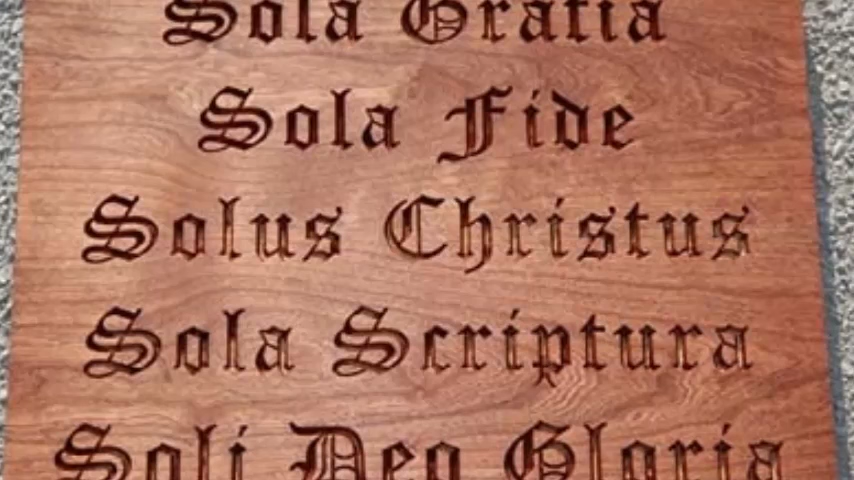 Sola Gratia
Sola Fide
Solus Christus
Sola Scriptura
Soli Deo Gloria